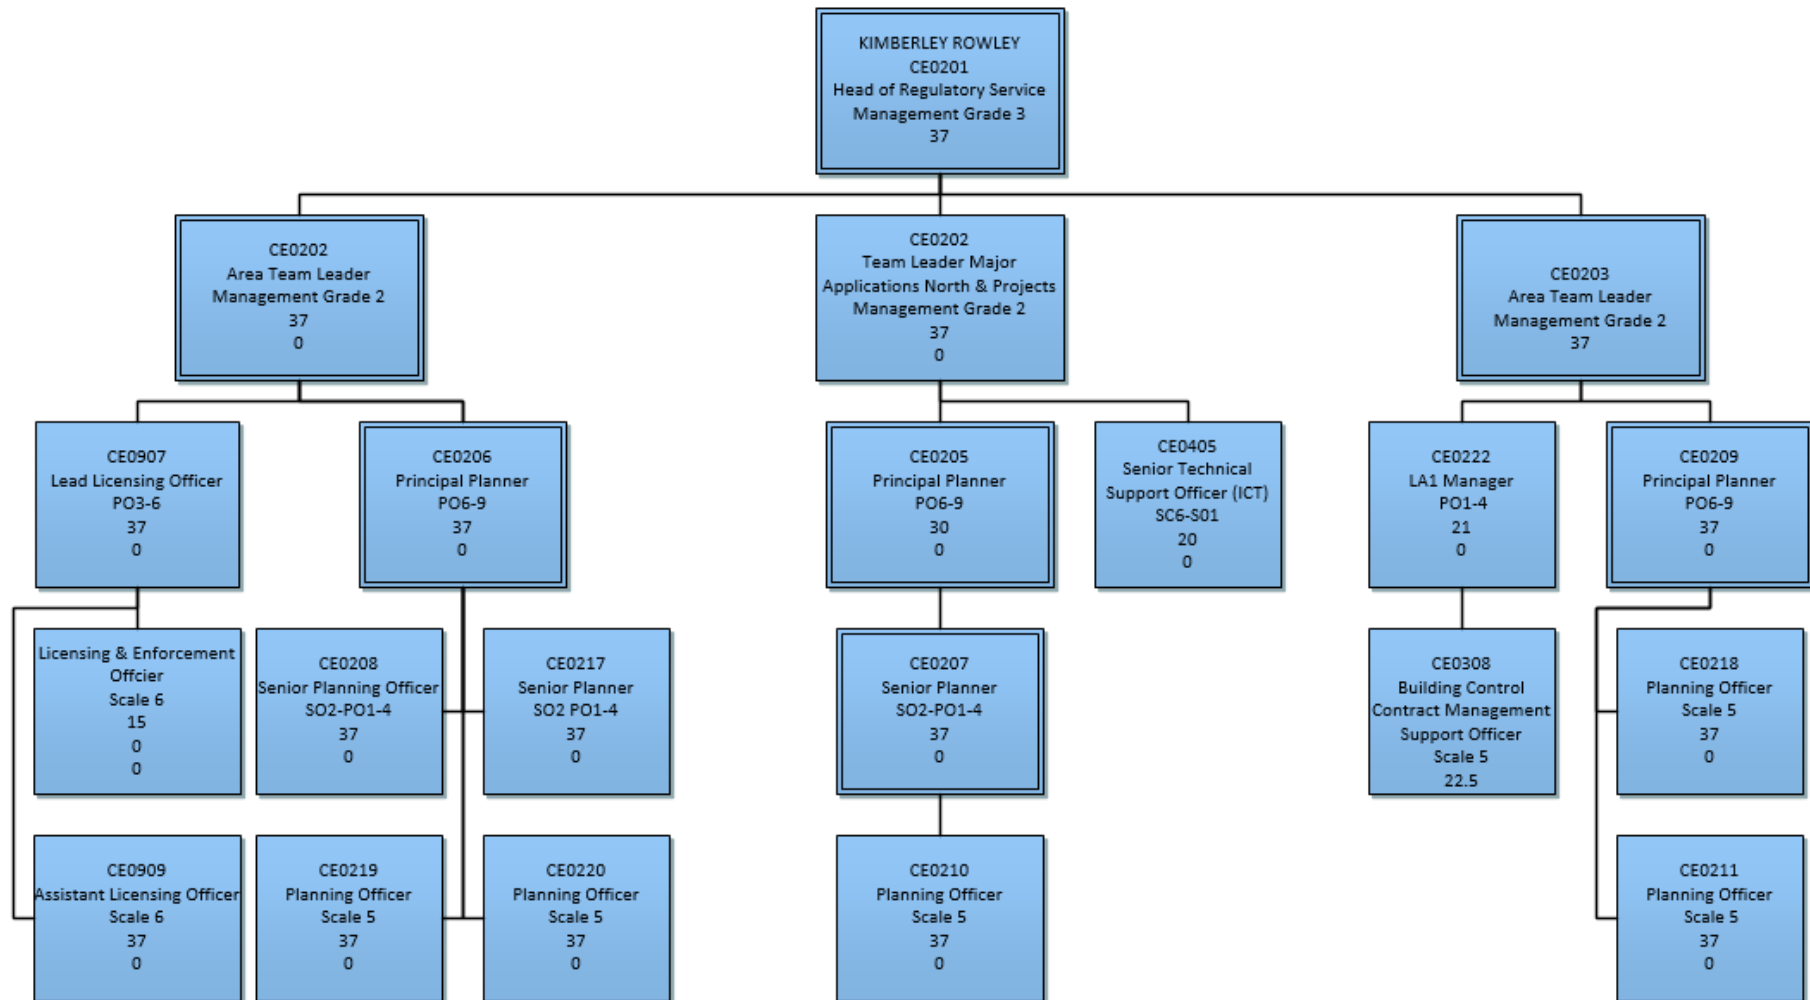 KIMBERLEY ROWLEY
CE0201
Head of Regulatory Service
Management Grade 3
37
CE0202
Area Team Leader
Management Grade 2
37
0
CE0202
Team Leader Major
Applications North & Projects
Management Grade 2
37
0
CE0203
Area Team Leader
Management Grade 2
37
CE0907
Lead Licensing Officer
PO3-6
37
0
CE0206
Principal Planner
PO6-9
37
0
CE0205
Principal Planner
PO6-9
30
0
CE0405
Senior Technical
Support Officer (ICT)
SC6-S01
20
0
CE0222
LA1 Manager
PO1-4
21
0
CE0209
Principal Planner
PO6-9
37
0
Licensing & Enforcement
Offcier
Scale 6
15
0
0
CE0208
Senior Planning Officer
SO2-PO1-4
37
0
CE0217
Senior Planner
SO2 PO1-4
37
0
CE0207
Senior Planner
SO2-PO1-4
37
0
CE0308
Building Control
Contract Management
Support Officer
Scale 5
22.5
CE0218
Planning Officer
Scale 5
37
0
CE0909
Assistant Licensing Officer
Scale 6
37
0
CE0219
Planning Officer
Scale 5
37
0
CE0220
Planning Officer
Scale 5
37
0
CE0210
Planning Officer
Scale 5
37
0
CE0211
Planning Officer
Scale 5
37
0